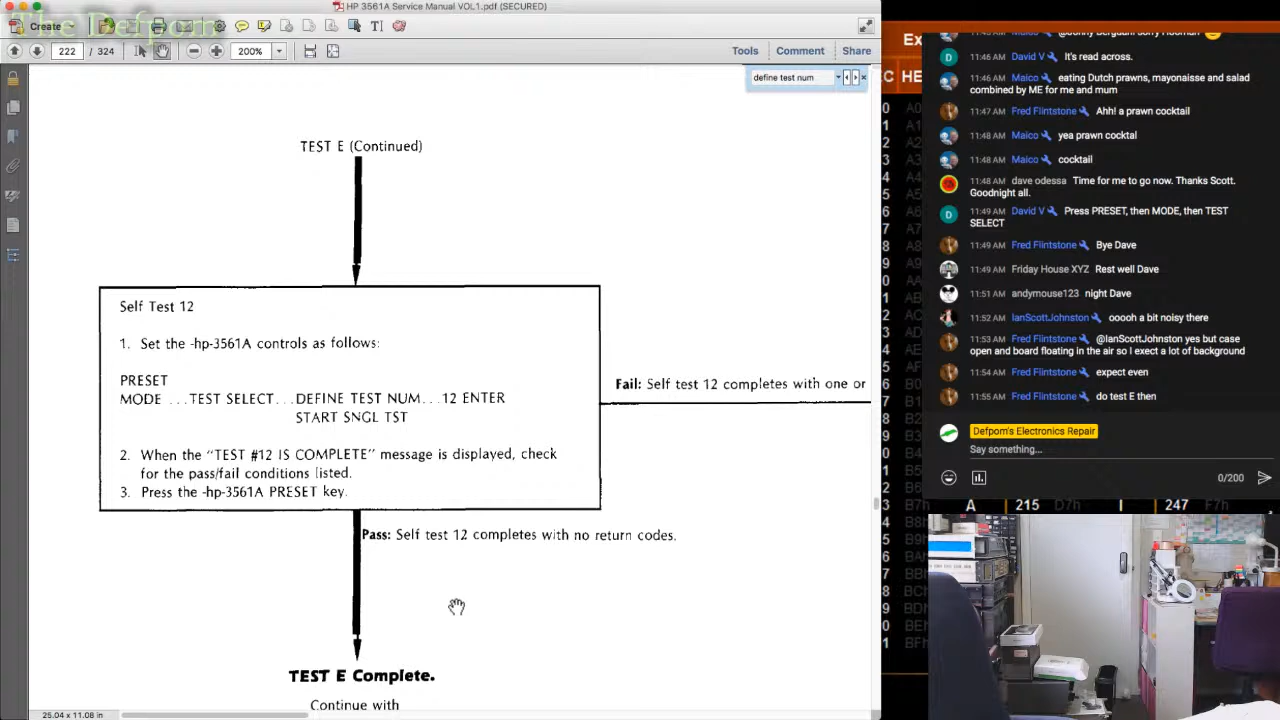 HP 3561A Service Manual VOL1.pdf (SECURED)
The Defpom
Create
222 / 324
200%
Tools
Comment
Share
define test num
TEST E (Continued)
Self Test 12
1. Set the -hp-3561A controls as follows:
PRESET
MODE ...TEST SELECT...DEFINE TEST NUM...12 ENTER
START SNGL TST
2. When the "TEST #12 IS COMPLETE" message is displayed, check
for the pass/fail conditions listed.
3. Press the -hp-3561A PRESET key.
Fail: Self test 12 completes with one or
Pass: Self test 12 completes with no return codes.
TEST E Complete.
Continue with
25.04 x 11.08 in
Ex
C HE
11:46 AM David V It's read across.
11:46 AM Maico eating Dutch prawns, mayonaisse and salad
combined by ME for me and mum
11:47 AM Fred Flintstone Ahh! a prawn cocktail
11:48 AM Maico yea prawn cocktal
11:48 AM Maico cocktail
11:48 AM dave odessa Time for me to go now. Thanks Scott.
Goodnight all.
11:49 AM David V Press PRESET, then MODE, then TEST
SELECT
11:49 AM Fred Flintstone Bye Dave
11:49 AM Friday House XYZ Rest well Dave
11:51 AM andymouse123 night Dave
11:52 AM IanScottJohnston ooooh a bit noisy there
11:53 AM Fred Flintstone @IanScottJohnston yes but case
open and board floating in the air so I exect a lot of background
11:54 AM Fred Flintstone expect even
11:55 AM Fred Flintstone do test E then
Defpom's Electronics Repair
Say something...
0/200
A 215 D7h I 247 F7h